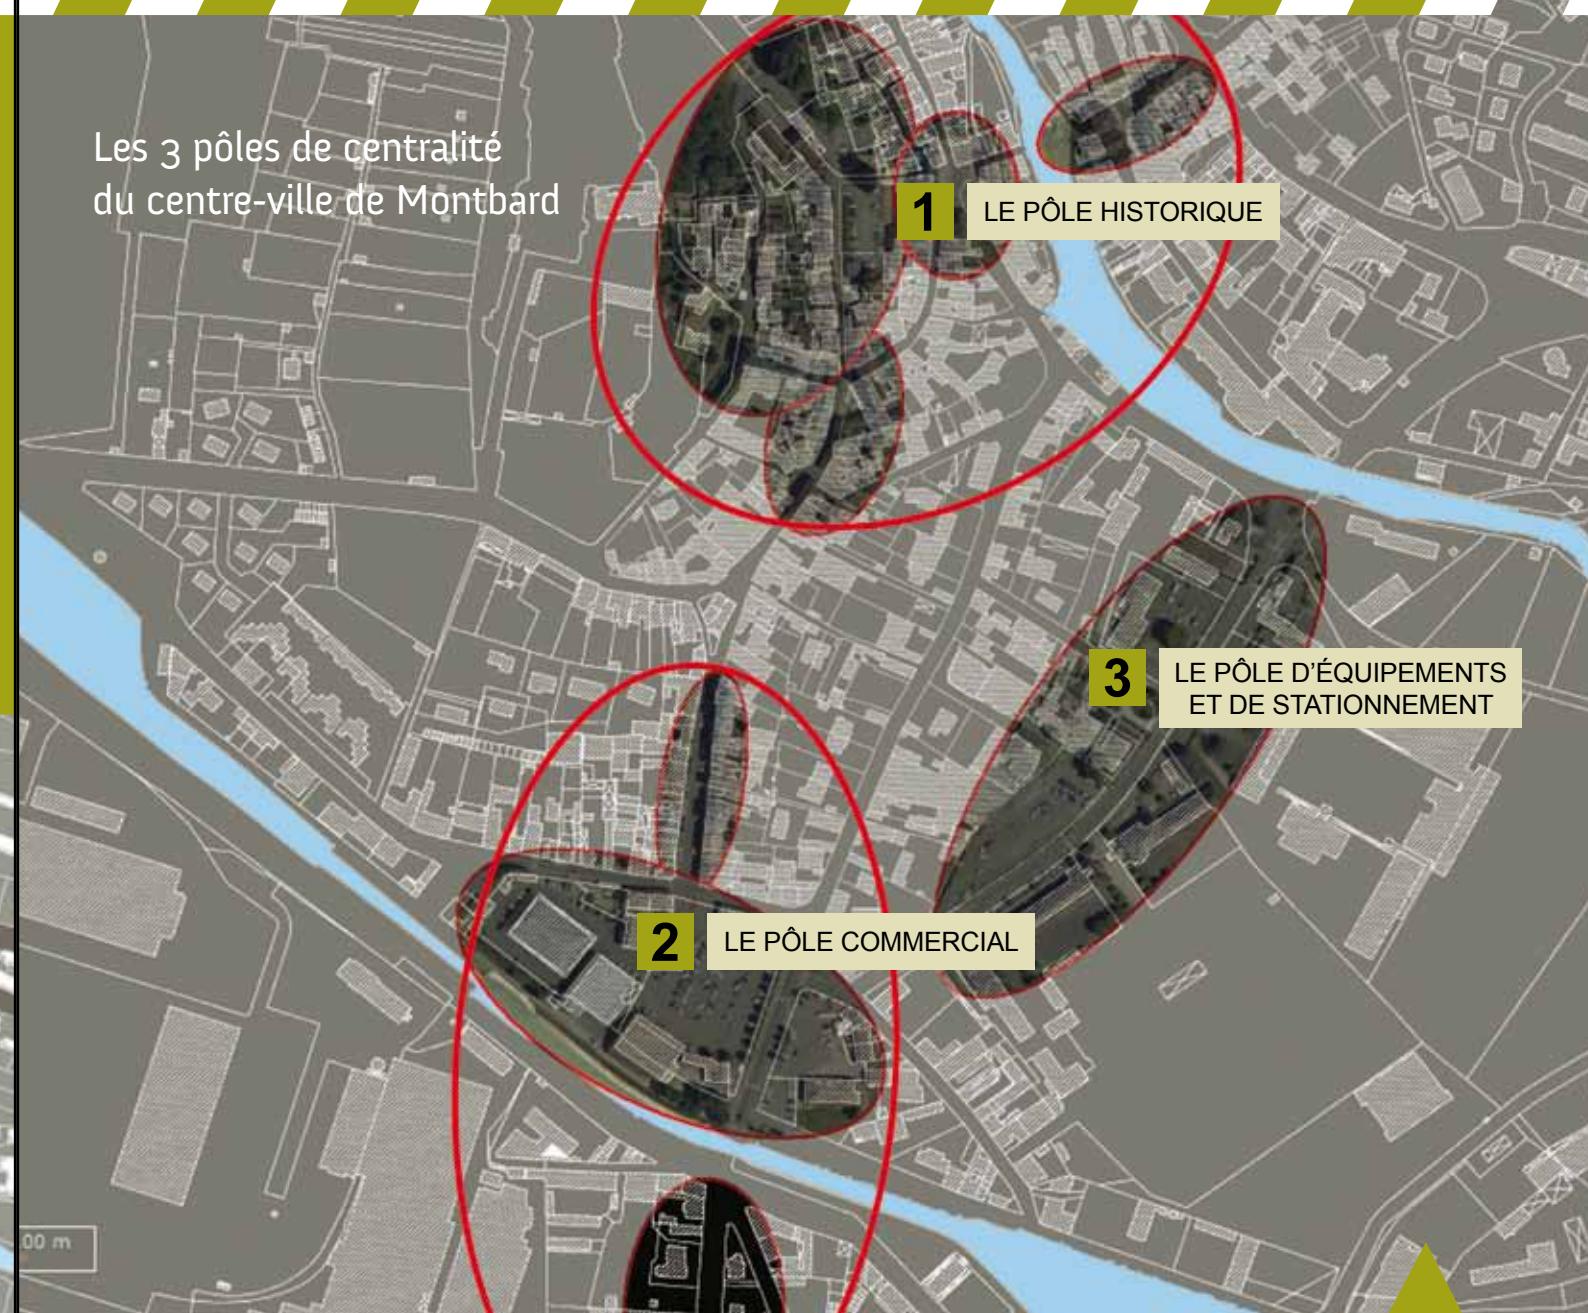 Les 3 pôles de centralité
du centre-ville de Montbard
1
LE PÔLE HISTORIQUE
3
LE PÔLE D'ÉQUIPEMENTS
ET DE STATIONNEMENT
2
LE PÔLE COMMERCIAL
00 m